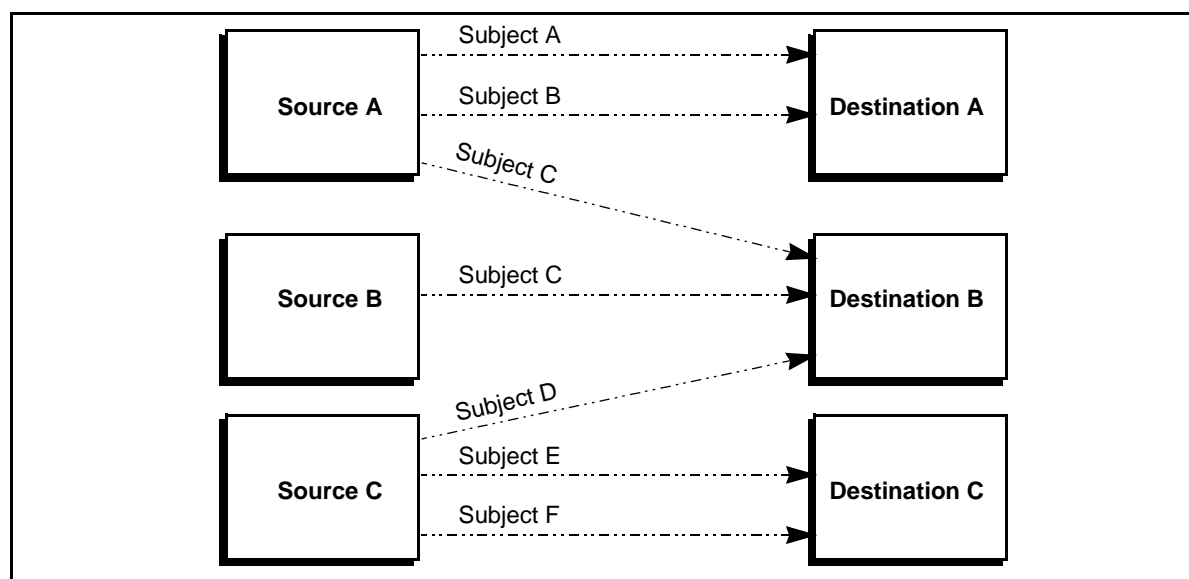 Subject A
Source A
Subject B
Destination A
Subject C
Source B
Subject C
Destination B
Subject D
Source C
Subject E
Destination C
Subject F